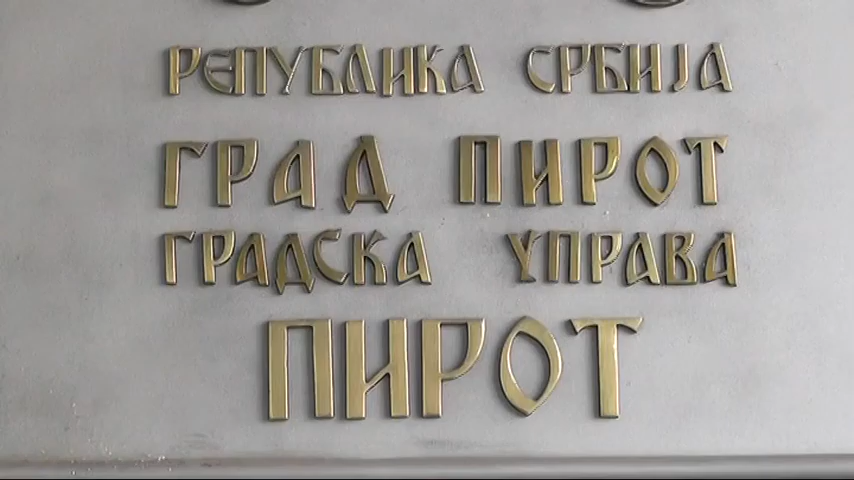 РЕПУБЛИКА СРБИЈА
ГРАД ПИРОТ
ГРАДСКА УПРАВА
ПИРОТ